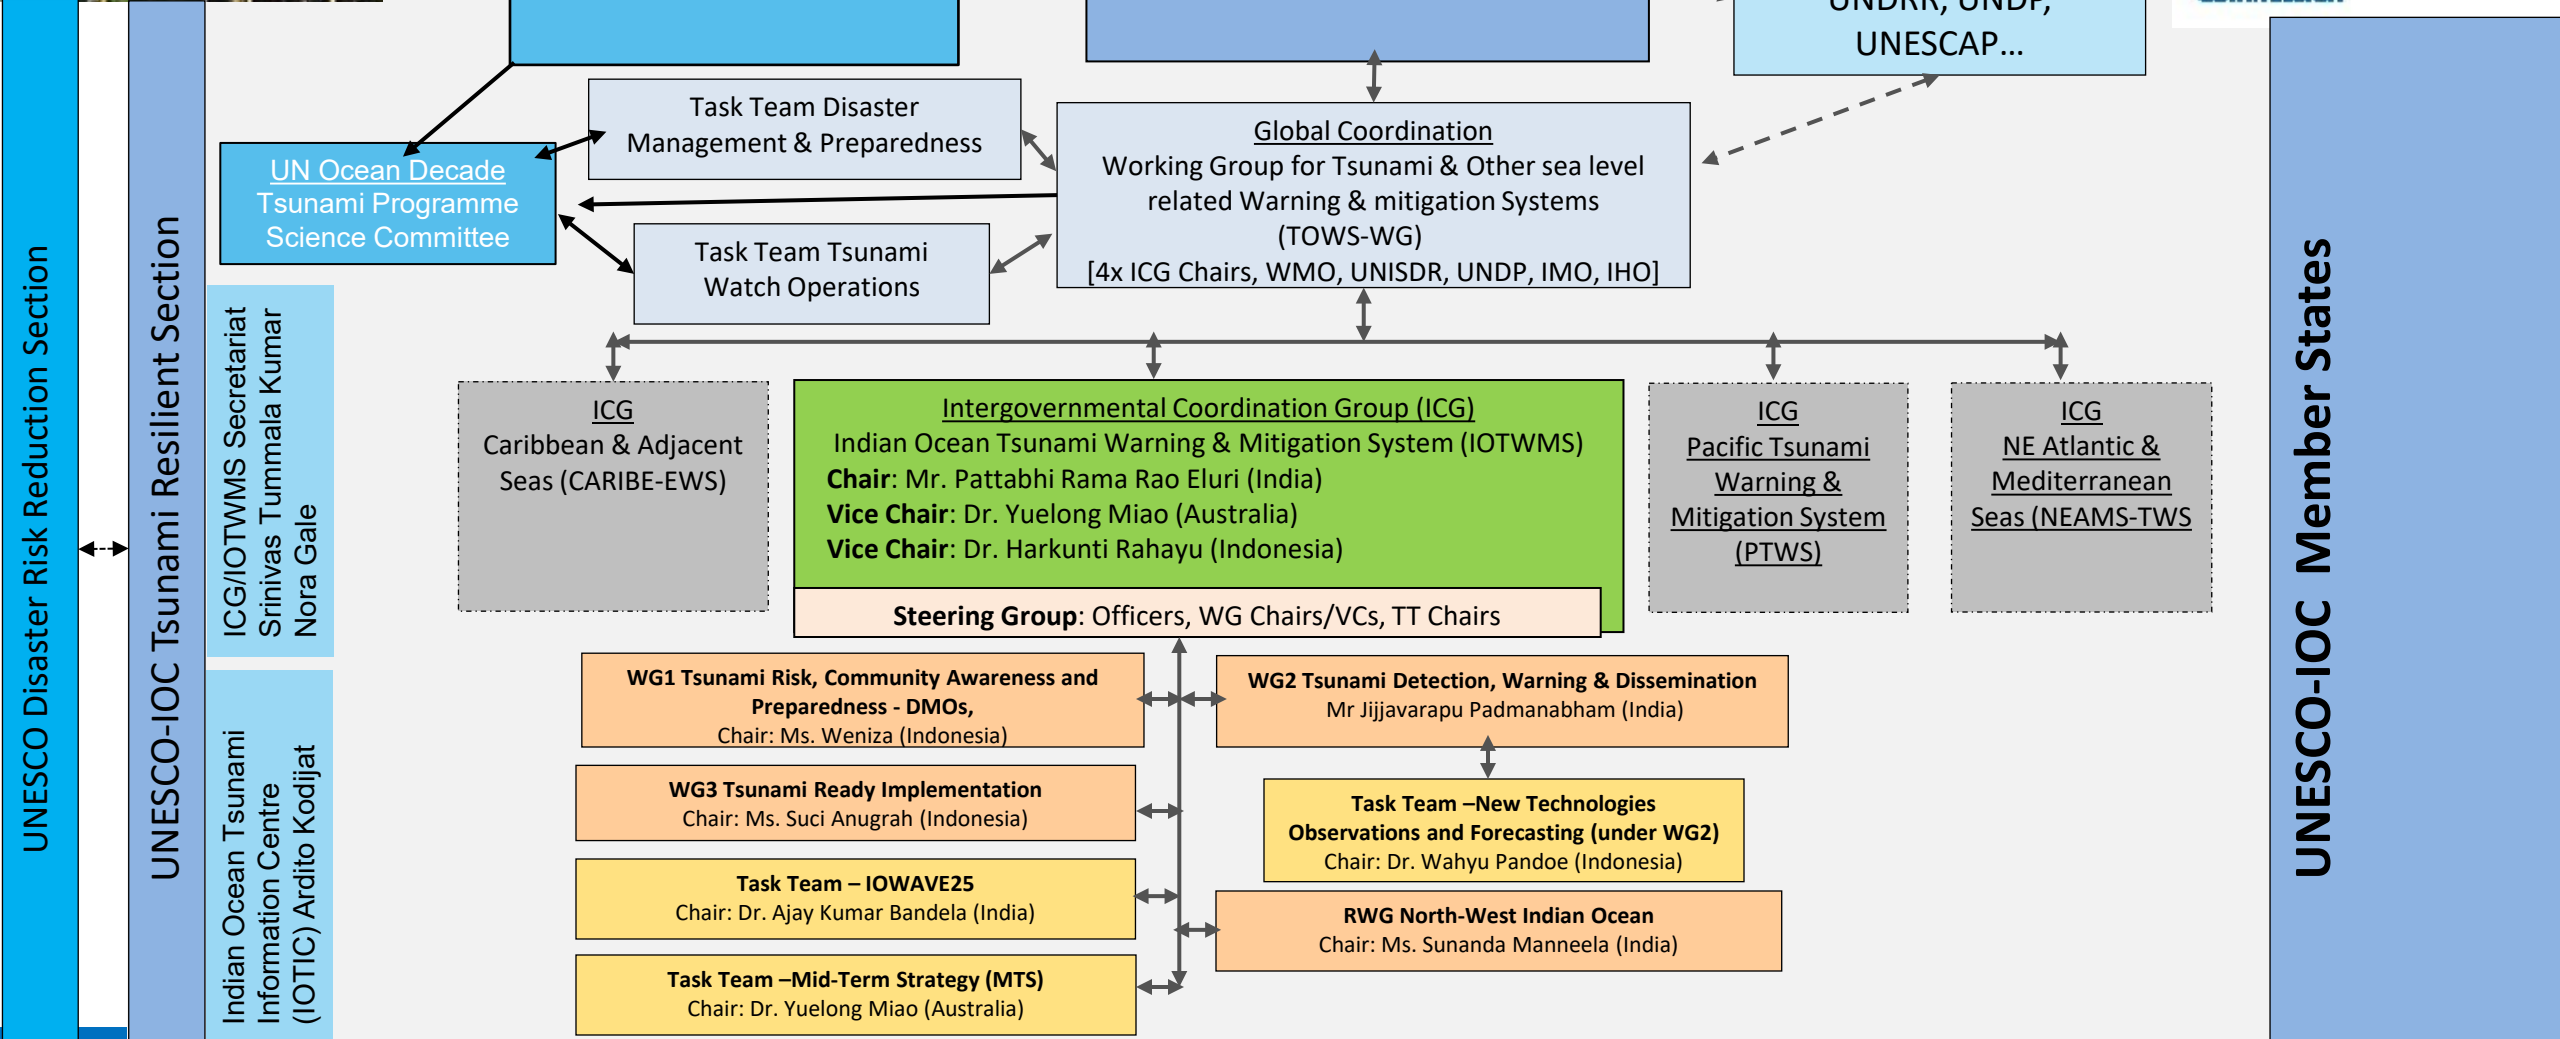 UNDRR, UNDP,
UNESCAP...
Task Team Disaster
Management & Preparedness
Global Coordination
Working Group for Tsunami & Other sea level
related Warning & mitigation Systems
(TOWS-WG)
[4x ICG Chairs, WMO, UNISDR, UNDP, IMO, IHO]
UN Ocean Decade
Tsunami Programme
Science Committee
Task Team Tsunami
Watch Operations
UNESCO Disaster Risk Reduction Section
UNESCO-IOC Tsunami Resilient Section
ICG/IOTWMS Secretariat
Srinivas Tummala Kumar
Nora Gale
Indian Ocean Tsunami
Information Centre
(IOTIC) Ardito Kodijat
ICG
Caribbean & Adjacent
Seas (CARIBE-EWS)
Intergovernmental Coordination Group (ICG)
Indian Ocean Tsunami Warning & Mitigation System (IOTWMS)
Chair: Mr. Pattabhi Rama Rao Eluri (India)
Vice Chair: Dr. Yuelong Miao (Australia)
Vice Chair: Dr. Harkunti Rahayu (Indonesia)
Steering Group: Officers, WG Chairs/VCs, TT Chairs
ICG
Pacific Tsunami
Warning &
Mitigation System
(PTWS)
ICG
NE Atlantic &
Mediterranean
Seas (NEAMS-TWS
WG1 Tsunami Risk, Community Awareness and
Preparedness - DMOs,
Chair: Ms. Weniza (Indonesia)
WG2 Tsunami Detection, Warning & Dissemination
Mr Jijjavarapu Padmanabham (India)
WG3 Tsunami Ready Implementation
Chair: Ms. Suci Anugrah (Indonesia)
Task Team –New Technologies
Observations and Forecasting (under WG2)
Chair: Dr. Wahyu Pandoe (Indonesia)
Task Team – IOWAVE25
Chair: Dr. Ajay Kumar Bandela (India)
RWG North-West Indian Ocean
Chair: Ms. Sunanda Manneela (India)
Task Team –Mid-Term Strategy (MTS)
Chair: Dr. Yuelong Miao (Australia)
UNESCO-IOC Member States